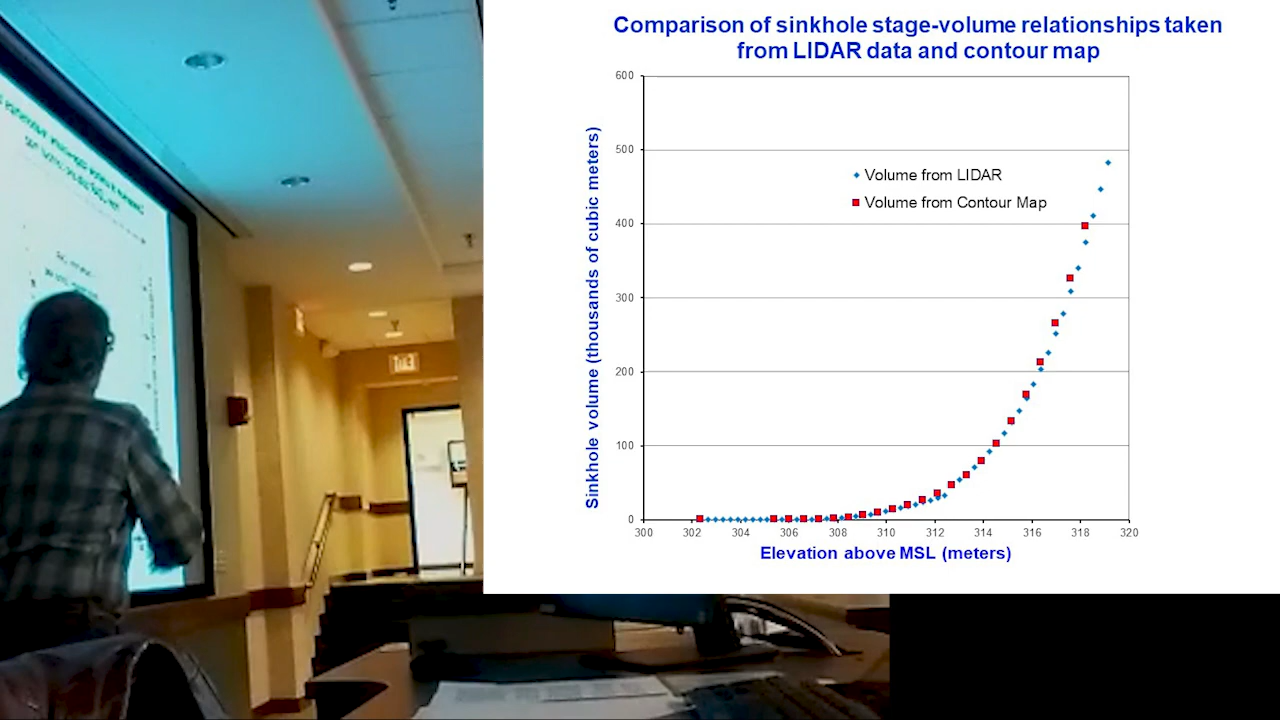 Comparison of sinkhole stage-volume relationships taken
from LIDAR data and contour map
600
500
400
300
200
100
0
Sinkhole volume (thousands of cubic meters)
Volume from LIDAR
Volume from Contour Map
300 302 304 306 308 310 312 314 316 318 320
Elevation above MSL (meters)